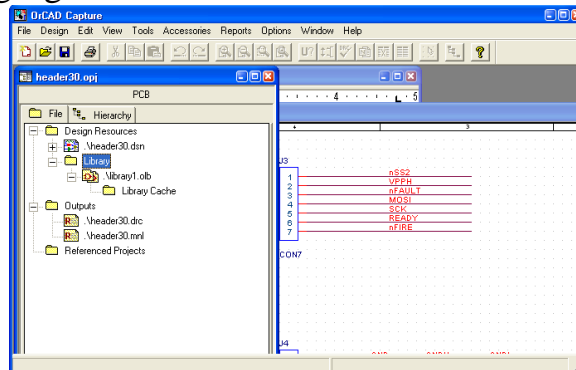 OrCAD Capture
File Design Edit View Tools Accessories Reports Options Window Help
U?
?
header30.opj
PCB
4 5
File Hierarchy
3
Design Resources
.\header30.dsn
Library
.\library1.olb
Library Cache
Outputs
.\header30.drc
.\header30.mnl
Referenced Projects
J3
1 nSS2
2 VPPH
3 nFAULT
4 MOSI
5 SCK
6 READY
7 nFIRE
CON7
J4